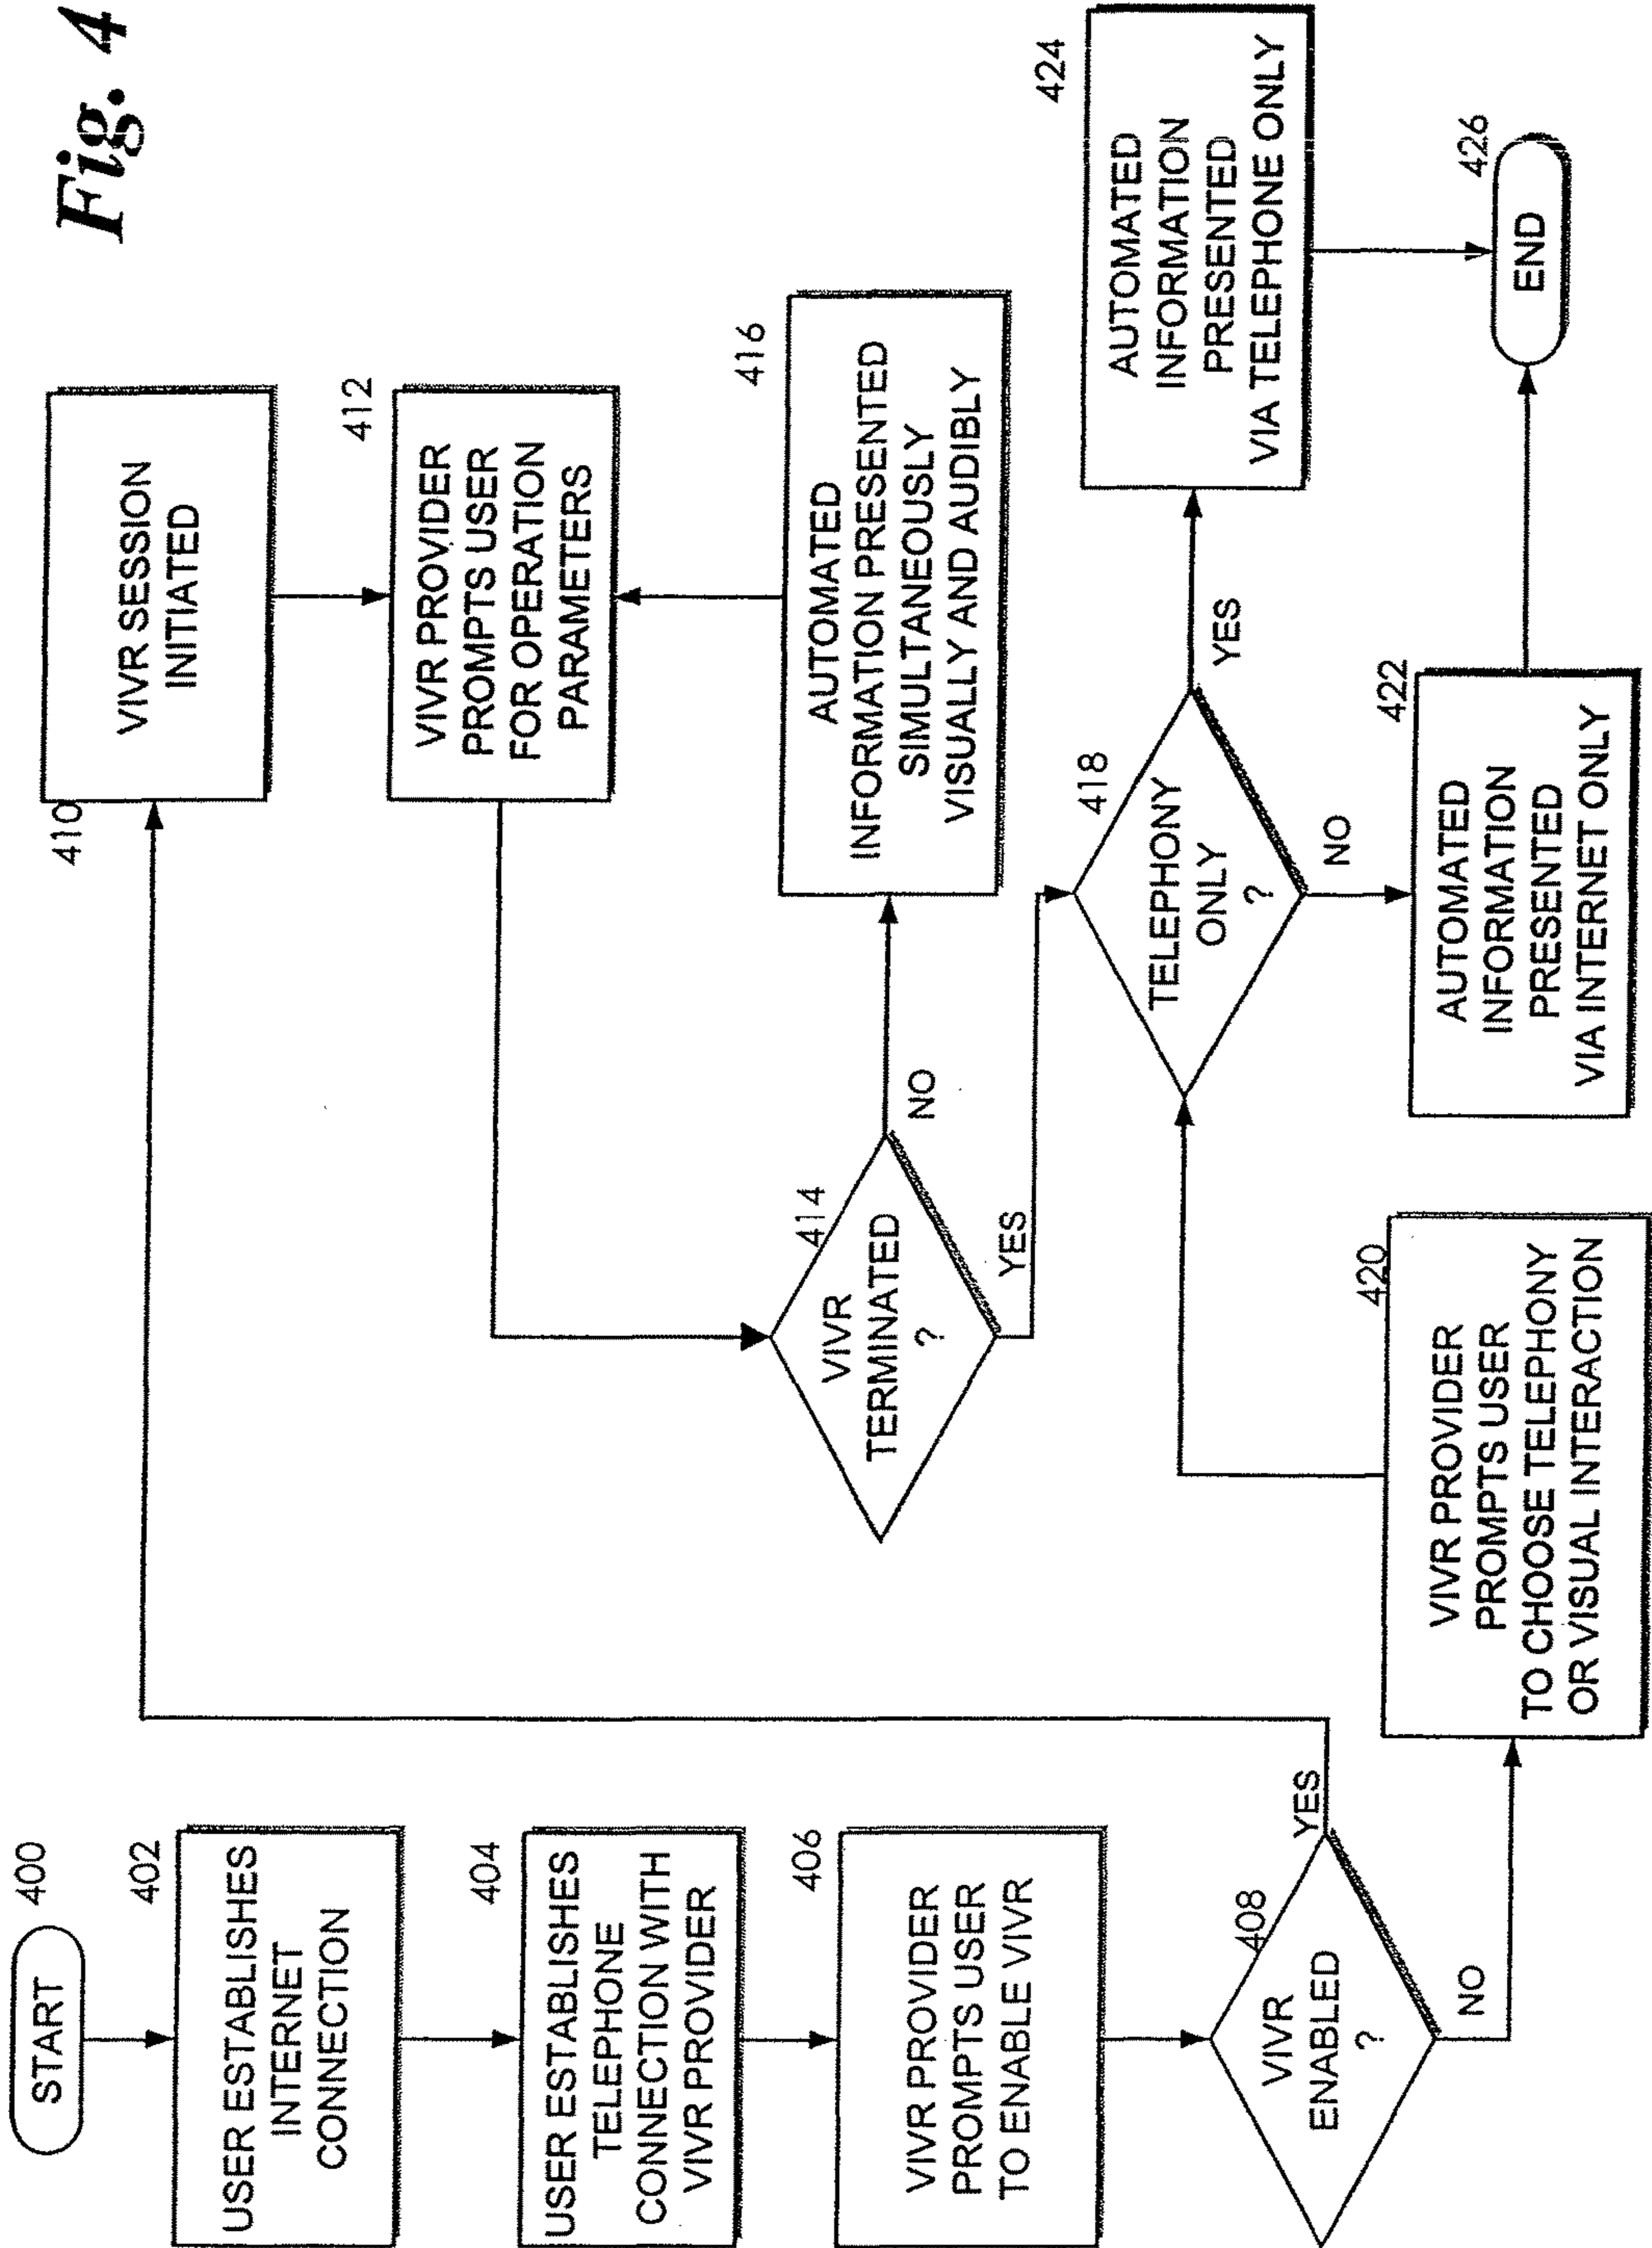 Fig. 4
START
400
402
USER ESTABLISHES
INTERNET
CONNECTION
404
USER ESTABLISHES
TELEPHONE
CONNECTION WITH
VIVR PROVIDER
406
VIVR PROVIDER
PROMPTS USER
TO ENABLE VIVR
408
VIVR
ENABLED
?
YES
NO
410
VIVR SESSION
INITIATED
412
VIVR PROVIDER
PROMPTS USER
FOR OPERATION
PARAMETERS
414
VIVR
TERMINATED
?
NO
YES
416
AUTOMATED
INFORMATION PRESENTED
SIMULTANEOUSLY
VISUALLY AND AUDIBLY
418
TELEPHONY
ONLY
?
YES
NO
420
VIVR PROVIDER
PROMPTS USER
TO CHOOSE TELEPHONY
OR VISUAL INTERACTION
422
AUTOMATED
INFORMATION
PRESENTED
VIA INTERNET ONLY
424
AUTOMATED
INFORMATION
PRESENTED
VIA TELEPHONE ONLY
426
END